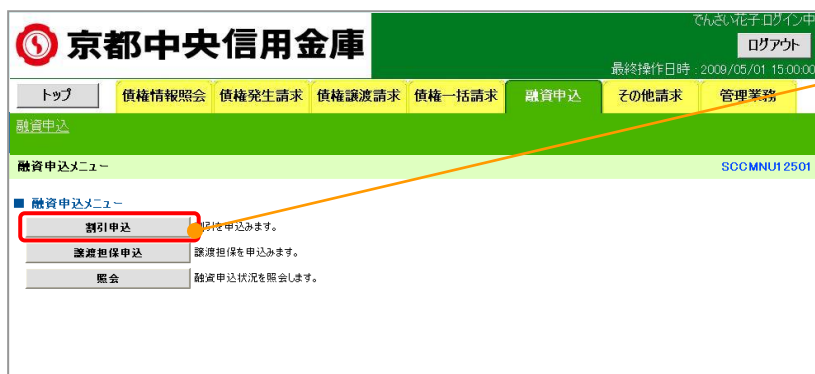 でんさい花子:ログイン中
京都中央信用金庫
ログアウト
最終操作日時:2009/05/01 15:00:00
トップ 債権情報照会 債権発生請求 債権譲渡請求 債権一括請求 融資申込 その他請求 管理業務
融資申込
融資申込メニュー SCCMNU12501
■ 融資申込メニュー
割引申込 割引を申込みます。
譲渡担保申込 譲渡担保を申込みます。
照会 融資申込状況を照会します。